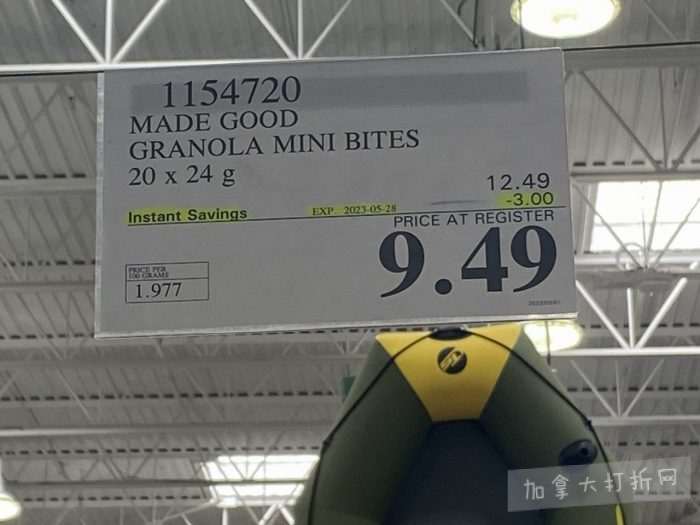 1154720
MADE GOOD
GRANOLA MINI BITES
20 x 24 g
12.49
Instant Savings EXP. 2023-05-28 -3.00
PRICE AT REGISTER
9.49
PRICE PER
100 GRAMS
1.977
加拿大打折网